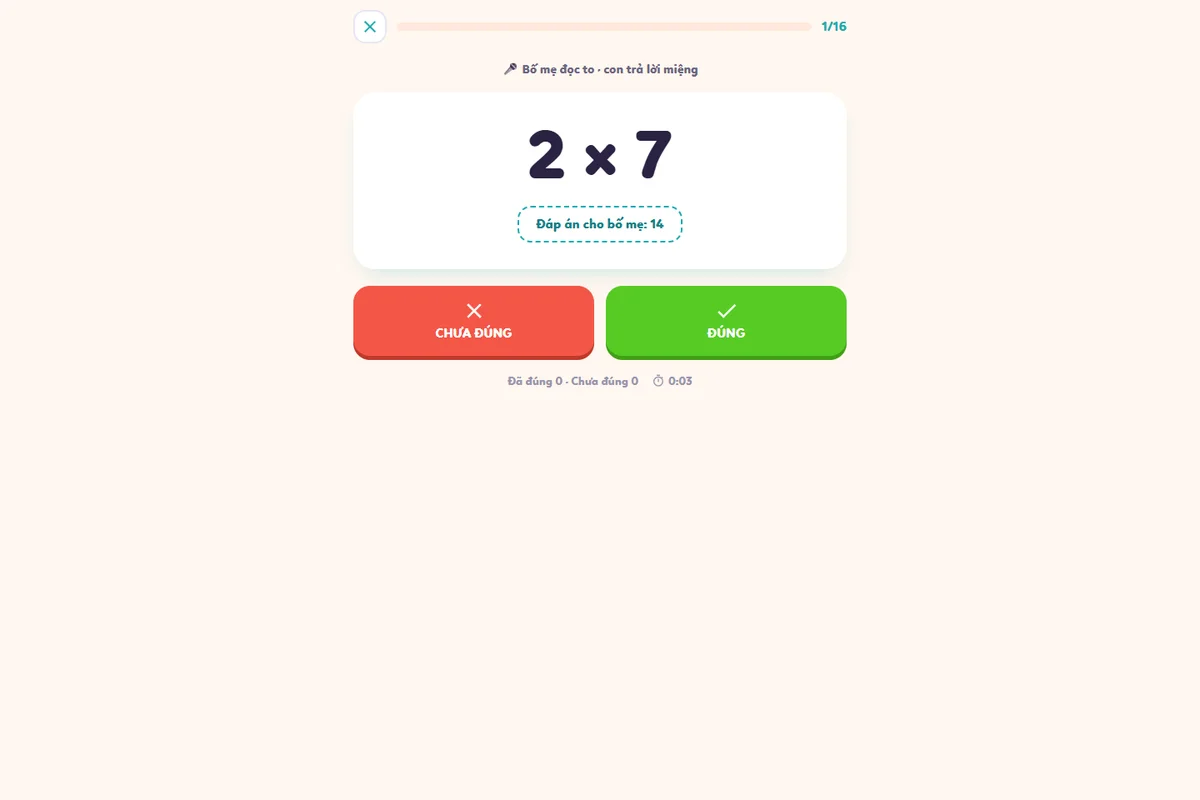 1/16
Bố mẹ đọc to · con trả lời miệng
2 × 7
Đáp án cho bố mẹ: 14
CHƯA ĐÚNG
ĐÚNG
Đã đúng 0 · Chưa đúng 0 0:03